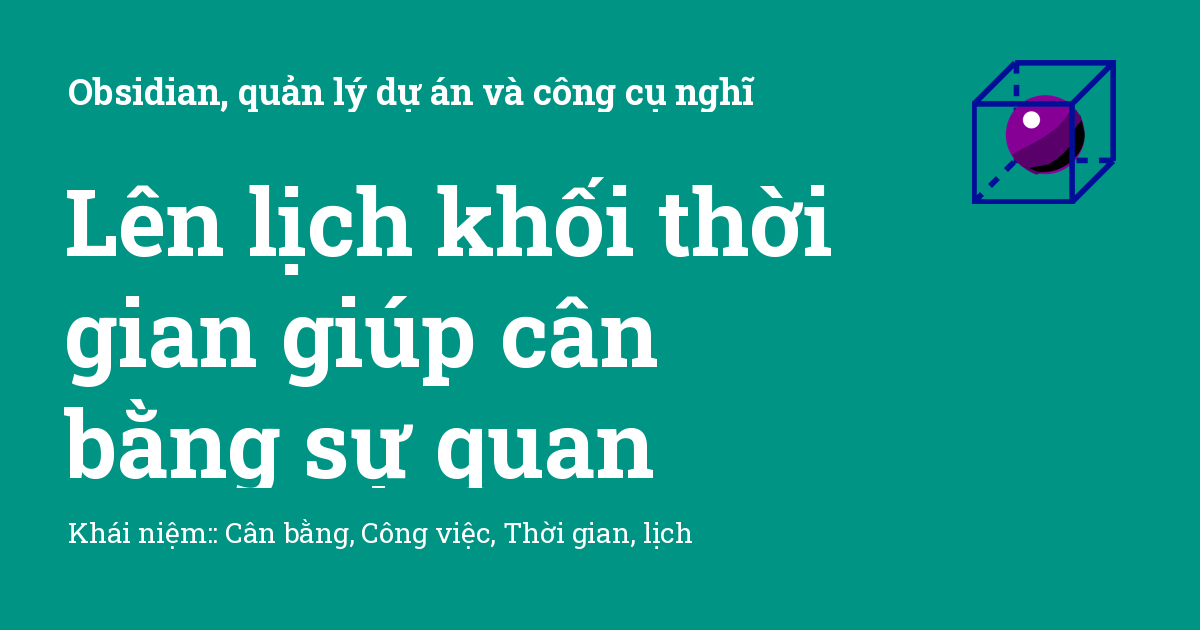 Obsidian, quản lý dự án và công cụ nghĩ
Lên lịch khối thời
gian giúp cân
bằng sự quan
Khái niệm:: Cân bằng, Công việc, Thời gian, lịch